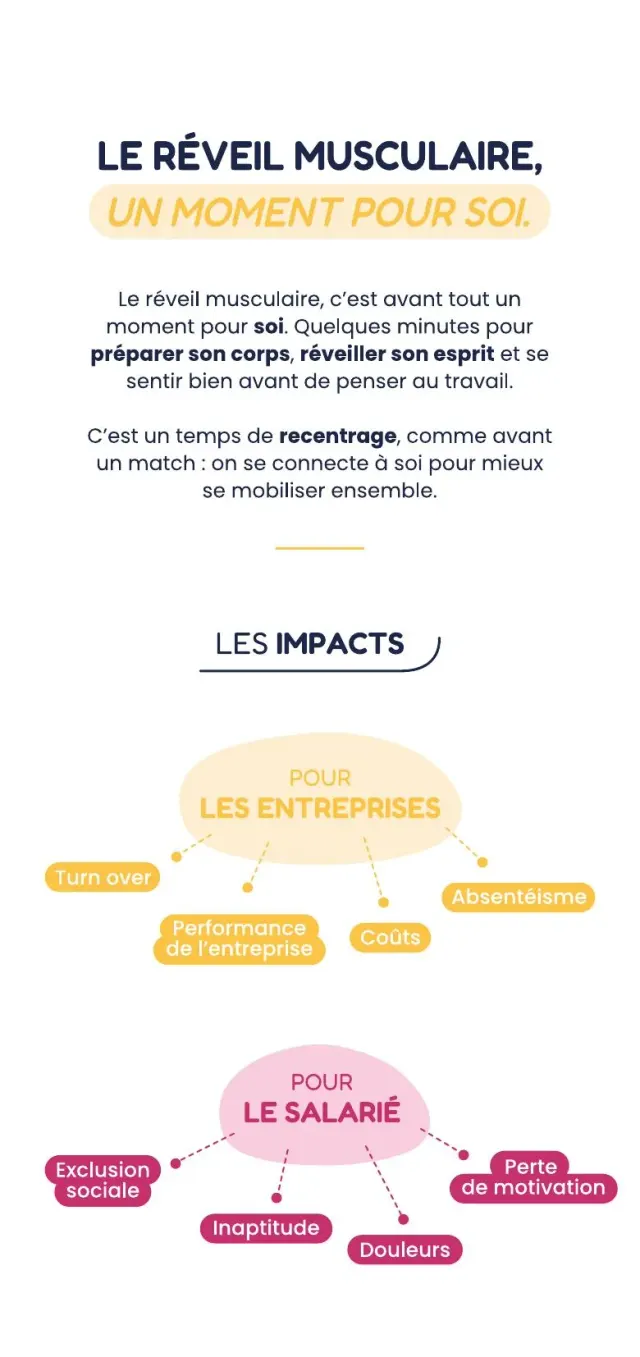 LE RÉVEIL MUSCULAIRE,
UN MOMENT POUR SOI.
Le réveil musculaire, c’est avant tout un
moment pour soi. Quelques minutes pour
préparer son corps, réveiller son esprit et se
sentir bien avant de penser au travail.
C’est un temps de recentrage, comme avant
un match : on se connecte à soi pour mieux
se mobiliser ensemble.
LES IMPACTS
POUR
LES ENTREPRISES
Turn over
Performance
de l’entreprise
Coûts
Absentéisme
POUR
LE SALARIÉ
Exclusion
sociale
Inaptitude
Douleurs
Perte
de motivation